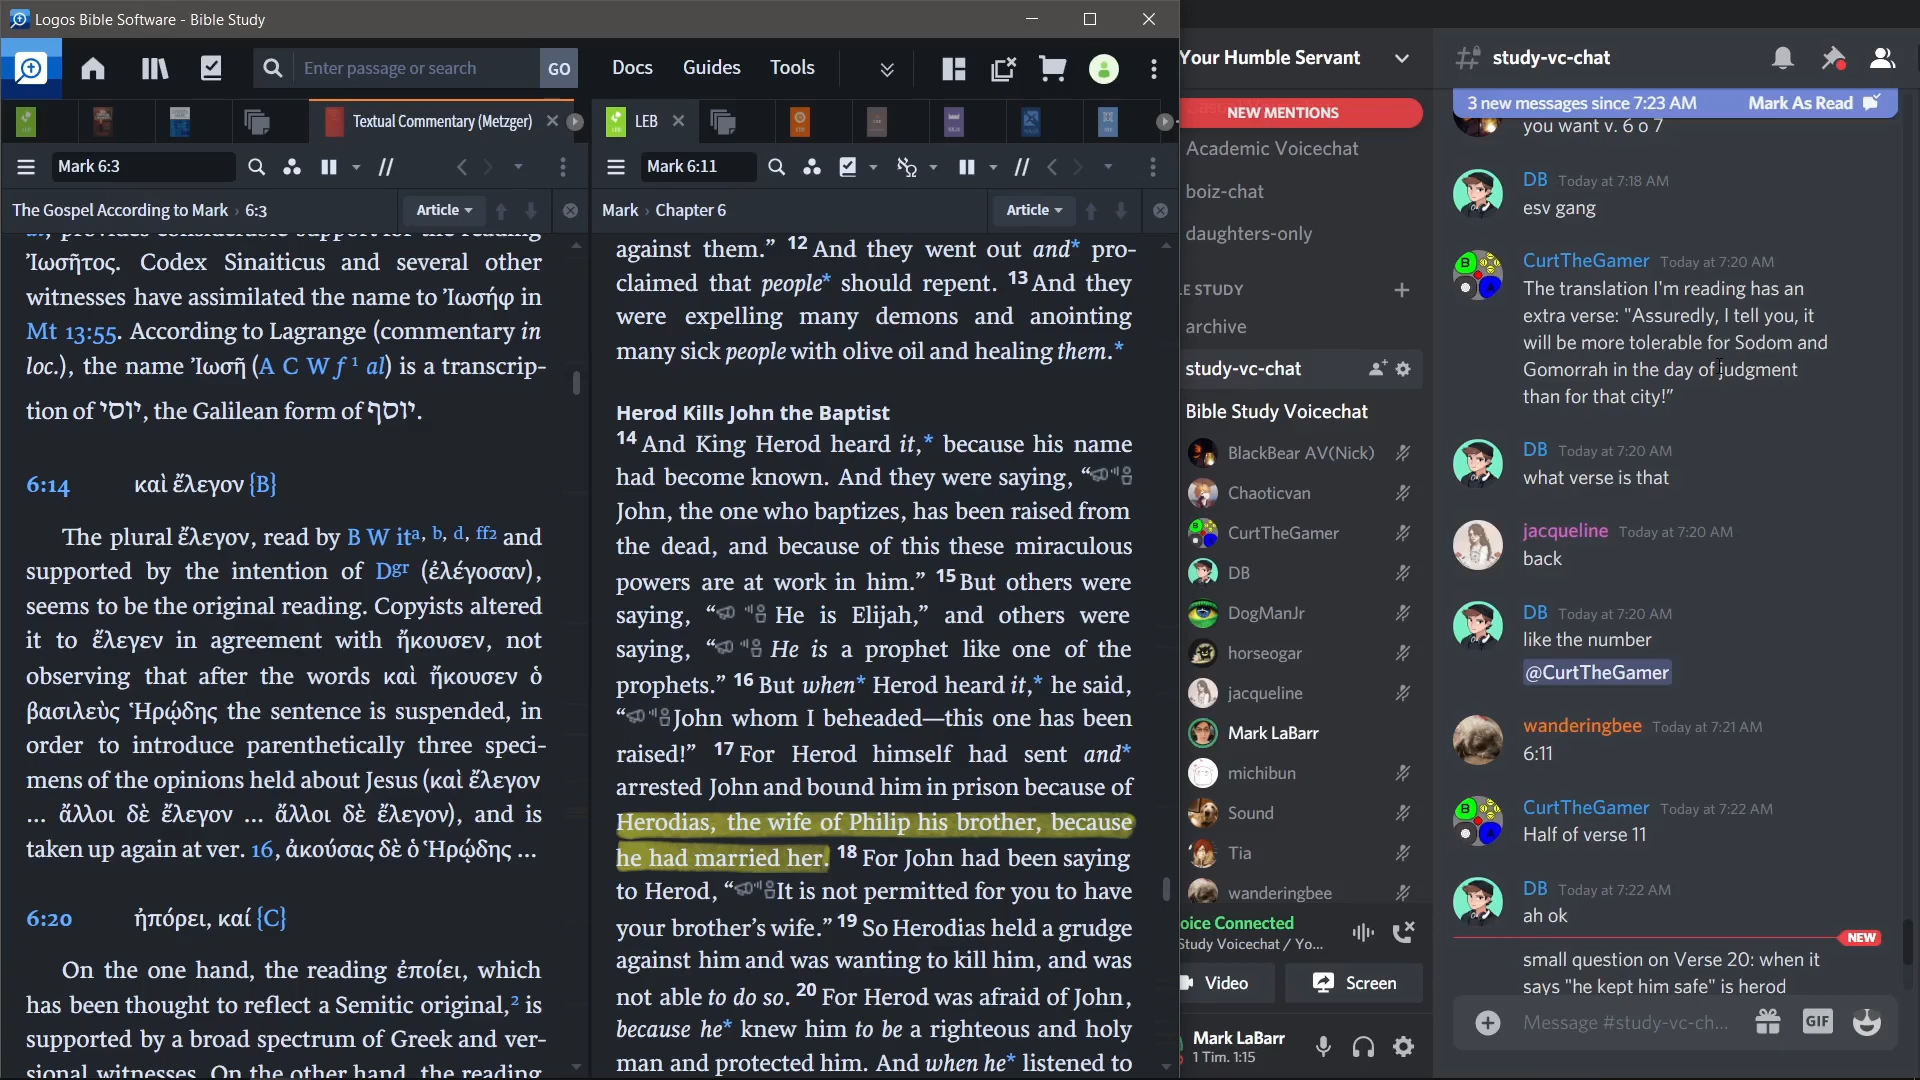 Logos Bible Software - Bible Study
Enter passage or search
GO
Docs
Guides
Tools
Textual Commentary (Metzger)
Mark 6:3
The Gospel According to Mark › 6:3
Article
Ἰωσῆτος. Codex Sinaiticus and several other
witnesses have assimilated the name to Ἰωσήφ in
Mt 13:55. According to Lagrange (commentary in
loc.), the name Ἰωσῆ (A C W f 1 al) is a transcrip-
tion of יוֹסֵי, the Galilean form of יוֹסֵף.
6:14 καὶ ἔλεγον {B}
The plural ἔλεγον, read by B W ita, b, d, ff2 and
supported by the intention of Dgr (ἐλέγοσαν),
seems to be the original reading. Copyists altered
it to ἔλεγεν in agreement with ἤκουσεν, not
observing that after the words καὶ ἤκουσεν ὁ
βασιλεὺς Ἡρῴδης the sentence is suspended, in
order to introduce parenthetically three speci-
mens of the opinions held about Jesus (καὶ ἔλεγον
… ἄλλοι δὲ ἔλεγον … ἄλλοι δὲ ἔλεγον), and is
taken up again at ver. 16, ἀκούσας δὲ ὁ Ἡρῴδης …
6:20 ἠπόρει, καί {C}
On the one hand, the reading ἐποίει, which
has been thought to reflect a Semitic original,2 is
supported by a broad spectrum of Greek and ver-
sional witnesses. On the other hand, the reading
LEB
Mark 6:11
Mark › Chapter 6
Article
against them.” 12 And they went out and* pro-
claimed that people* should repent. 13 And they
were expelling many demons and anointing
many sick people with olive oil and healing them.*
Herod Kills John the Baptist
14 And King Herod heard it,* because his name
had become known. And they were saying, “
John, the one who baptizes, has been raised from
the dead, and because of this these miraculous
powers are at work in him.” 15 But others were
saying, “ He is Elijah,” and others were
saying, “ He is a prophet like one of the
prophets.” 16 But when* Herod heard it,* he said,
“ John whom I beheaded—this one has been
raised!” 17 For Herod himself had sent and*
arrested John and bound him in prison because of
Herodias, the wife of Philip his brother, because
he had married her. 18 For John had been saying
to Herod, “ It is not permitted for you to have
your brother’s wife.” 19 So Herodias held a grudge
against him and was wanting to kill him, and was
not able to do so. 20 For Herod was afraid of John,
because he* knew him to be a righteous and holy
man and protected him. And when he* listened to
Your Humble Servant
NEW MENTIONS
Academic Voicechat
boiz-chat
daughters-only
LE STUDY
archive
study-vc-chat
Bible Study Voicechat
BlackBear AV(Nick)
Chaoticvan
CurtTheGamer
DB
DogManJr
horseogar
jacqueline
Mark LaBarr
michibun
Sound
Tia
wanderingbee
oice Connected
Study Voicechat / Yo...
Video
Screen
Mark LaBarr
1 Tim. 1:15
study-vc-chat
3 new messages since 7:23 AM
Mark As Read
you want v. 6 o 7
DB Today at 7:18 AM
esv gang
CurtTheGamer Today at 7:20 AM
The translation I'm reading has an
extra verse: "Assuredly, I tell you, it
will be more tolerable for Sodom and
Gomorrah in the day of judgment
than for that city!”
DB Today at 7:20 AM
what verse is that
jacqueline Today at 7:20 AM
back
DB Today at 7:20 AM
like the number
@CurtTheGamer
wanderingbee Today at 7:21 AM
6:11
CurtTheGamer Today at 7:22 AM
Half of verse 11
DB Today at 7:22 AM
ah ok
NEW
small question on Verse 20: when it
says "he kept him safe" is herod
Message #study-vc-ch...
GIF